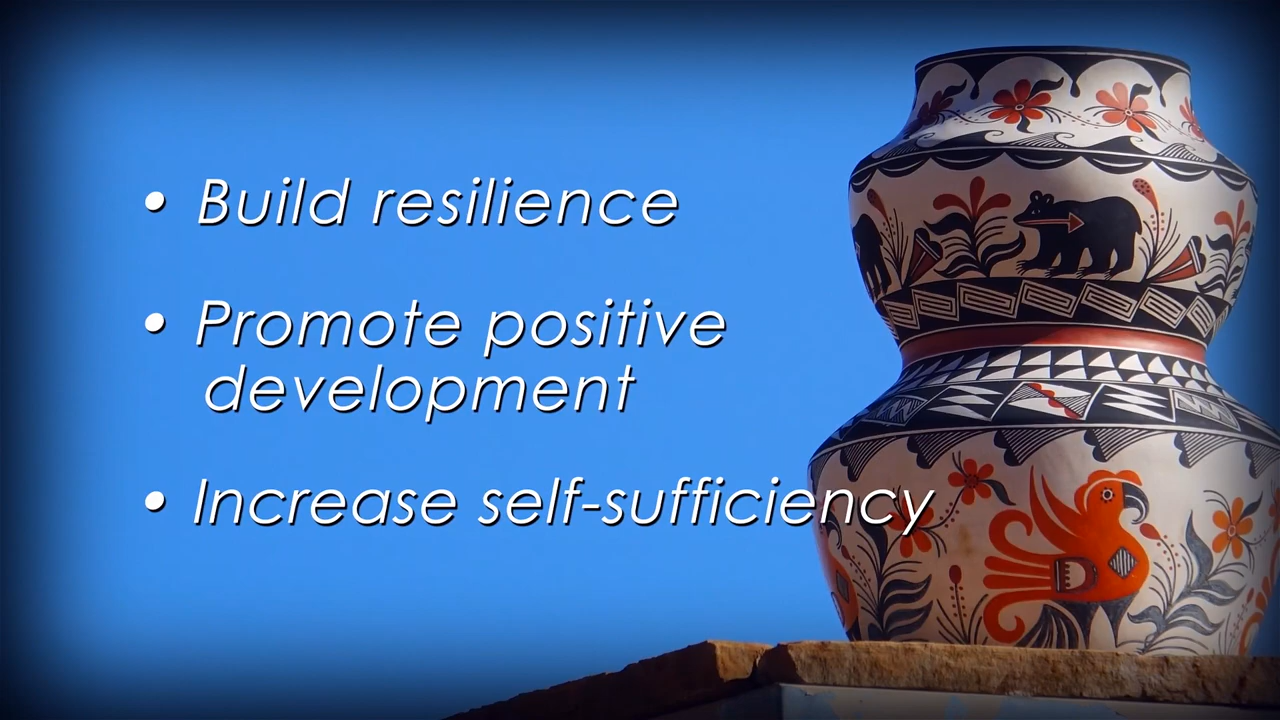 • Build resilience
• Promote positive
development
• Increase self-sufficiency